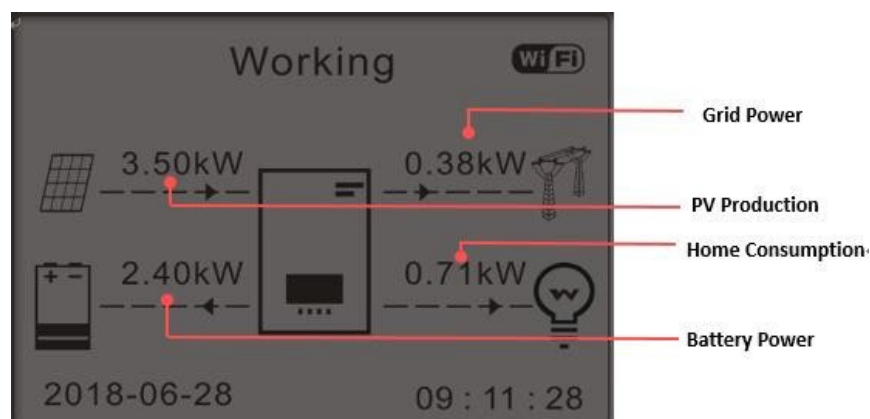 Working
WiFi
Grid Power
3.50kW
0.38kW
PV Production
Home Consumption
+ -
2.40kW
0.71kW
W
Battery Power
2018-06-28
09 : 11 : 28